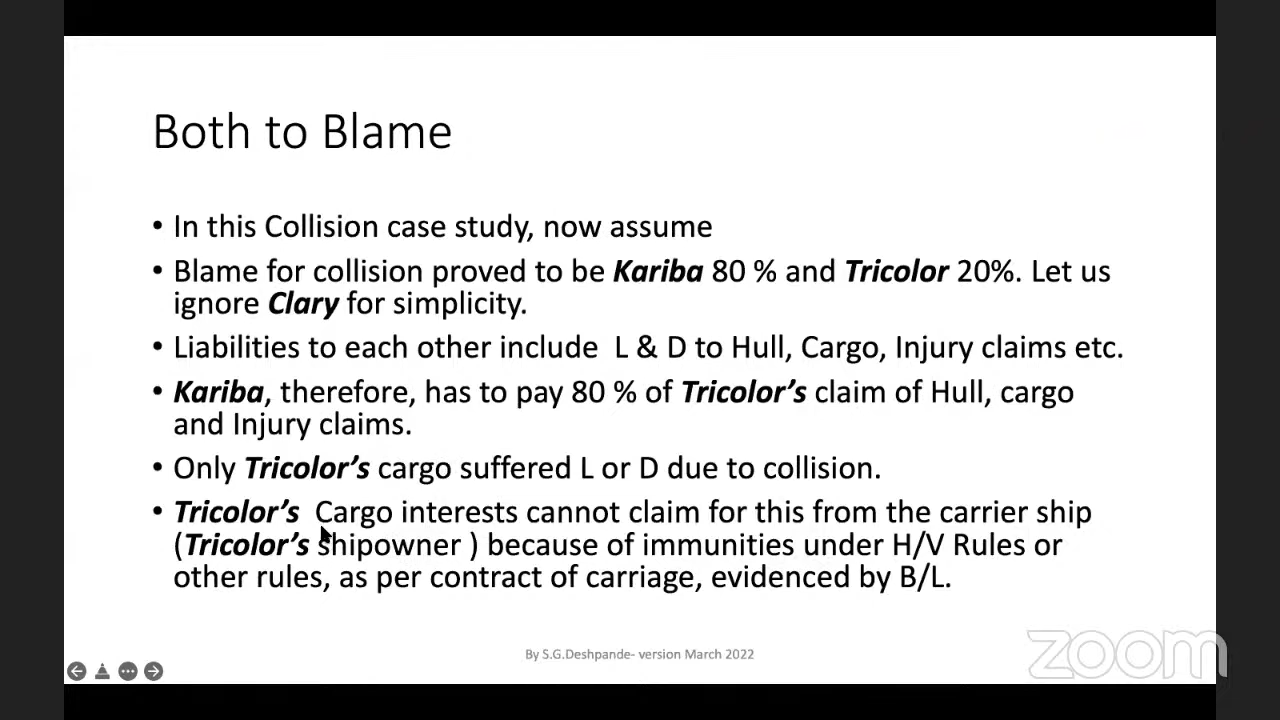 Both to Blame
• In this Collision case study, now assume
• Blame for collision proved to be Kariba 80 % and Tricolor 20%. Let us
ignore Clary for simplicity.
• Liabilities to each other include L & D to Hull, Cargo, Injury claims etc.
• Kariba, therefore, has to pay 80 % of Tricolor's claim of Hull, cargo
and Injury claims.
• Only Tricolor's cargo suffered L or D due to collision.
• Tricolor's Cargo interests cannot claim for this from the carrier ship
(Tricolor's shipowner ) because of immunities under H/V Rules or
other rules, as per contract of carriage, evidenced by B/L.
By S.G.Deshpande- version March 2022
zoom